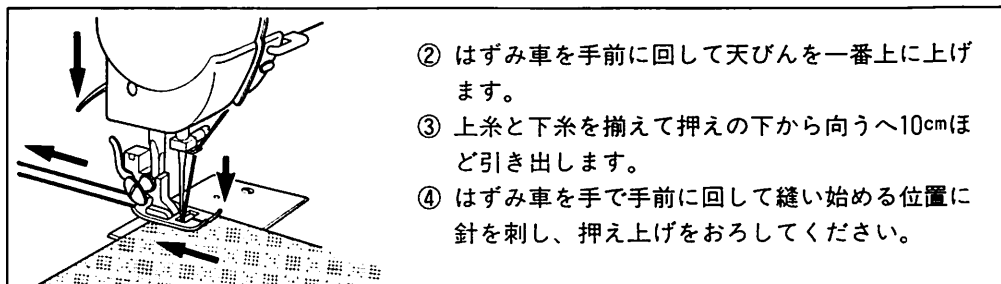 ② はずみ車を手前に回して天びんを一番上に上げ
ます。
③ 上糸と下糸を揃えて押えの下から向うへ10cmほ
ど引き出します。
④ はずみ車を手で手前に回して縫い始める位置に
針を刺し、押え上げをおろしてください。